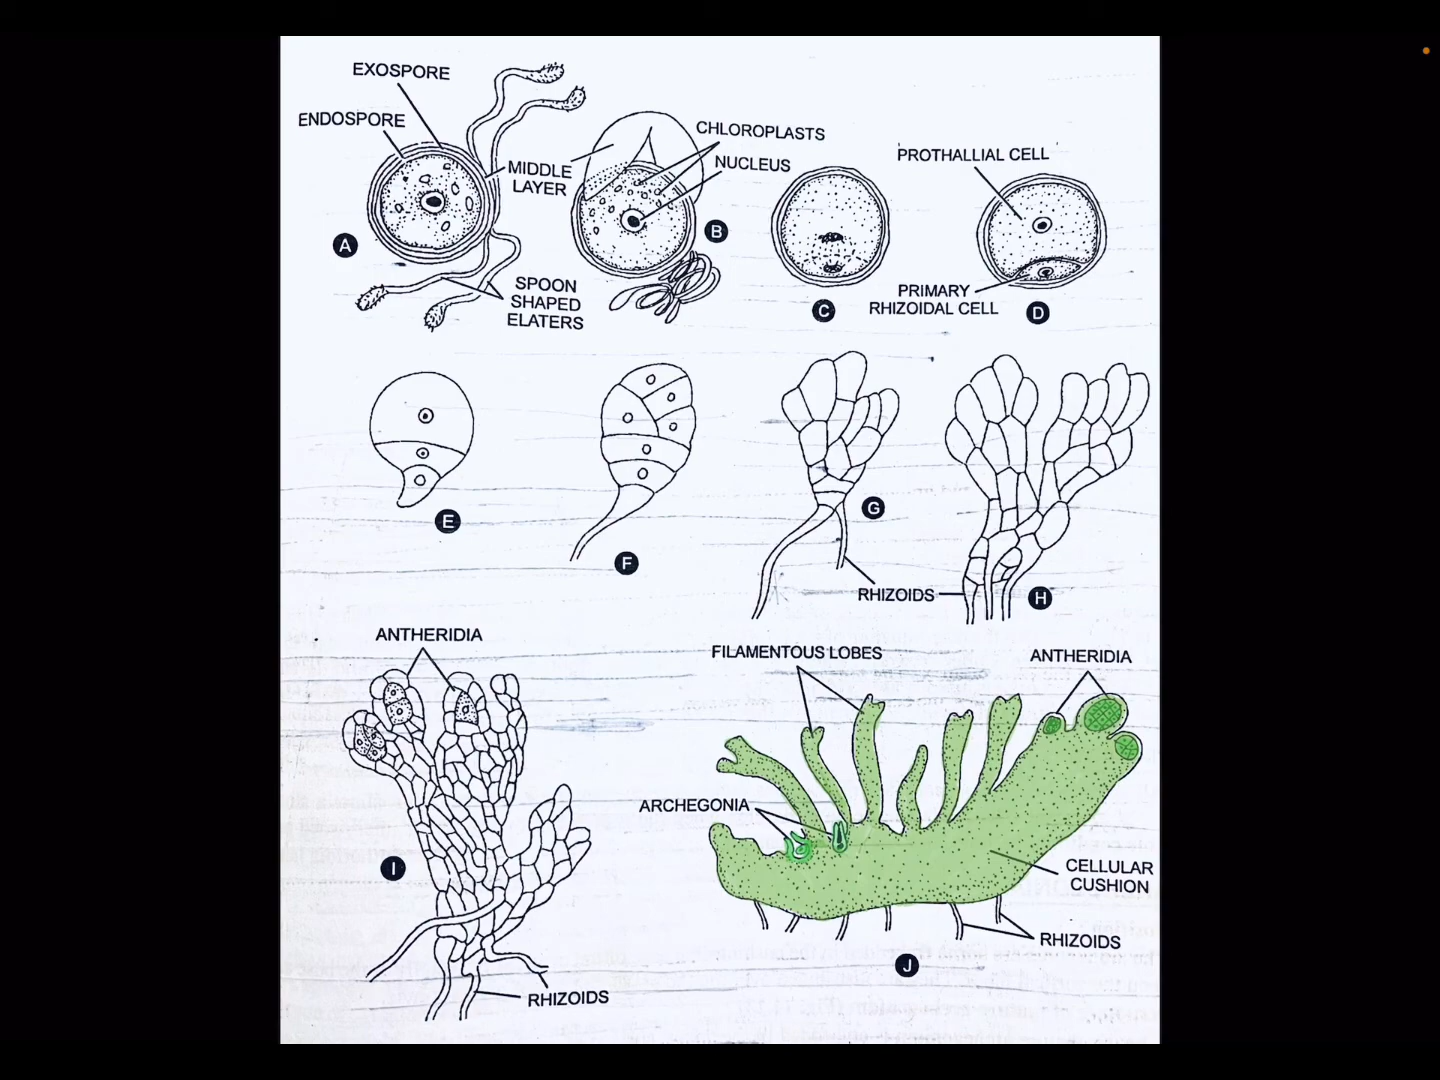 EXOSPORE
ENDOSPORE
MIDDLE
LAYER
CHLOROPLASTS
NUCLEUS
PROTHALLIAL CELL
A
B
SPOON
SHAPED
ELATERS
PRIMARY
RHIZOIDAL CELL
C
D
E
F
G
RHIZOIDS
H
ANTHERIDIA
FILAMENTOUS LOBES
ANTHERIDIA
ARCHEGONIA
I
CELLULAR
CUSHION
RHIZOIDS
J
RHIZOIDS